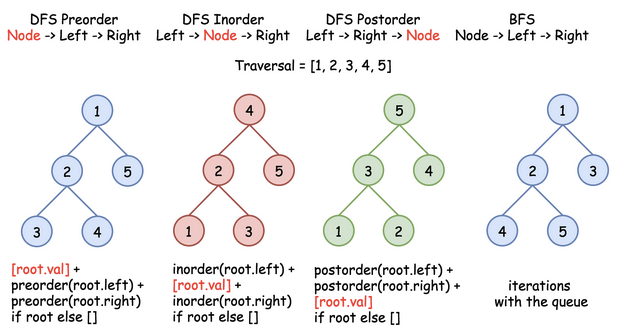 DFS Preorder
Node -> Left -> Right
DFS Inorder
Left -> Node -> Right
DFS Postorder
Left -> Right -> Node
BFS
Node -> Left -> Right
Traversal = [1, 2, 3, 4, 5]
1
2
5
3
4
4
2
5
1
3
5
3
4
1
2
1
2
3
4
5
[root.val] +
preorder(root.left) +
preorder(root.right)
if root else []
inorder(root.left) +
[root.val] +
inorder(root.right)
if root else []
postorder(root.left) +
postorder(root.right) +
[root.val]
if root else []
iterations
with the queue